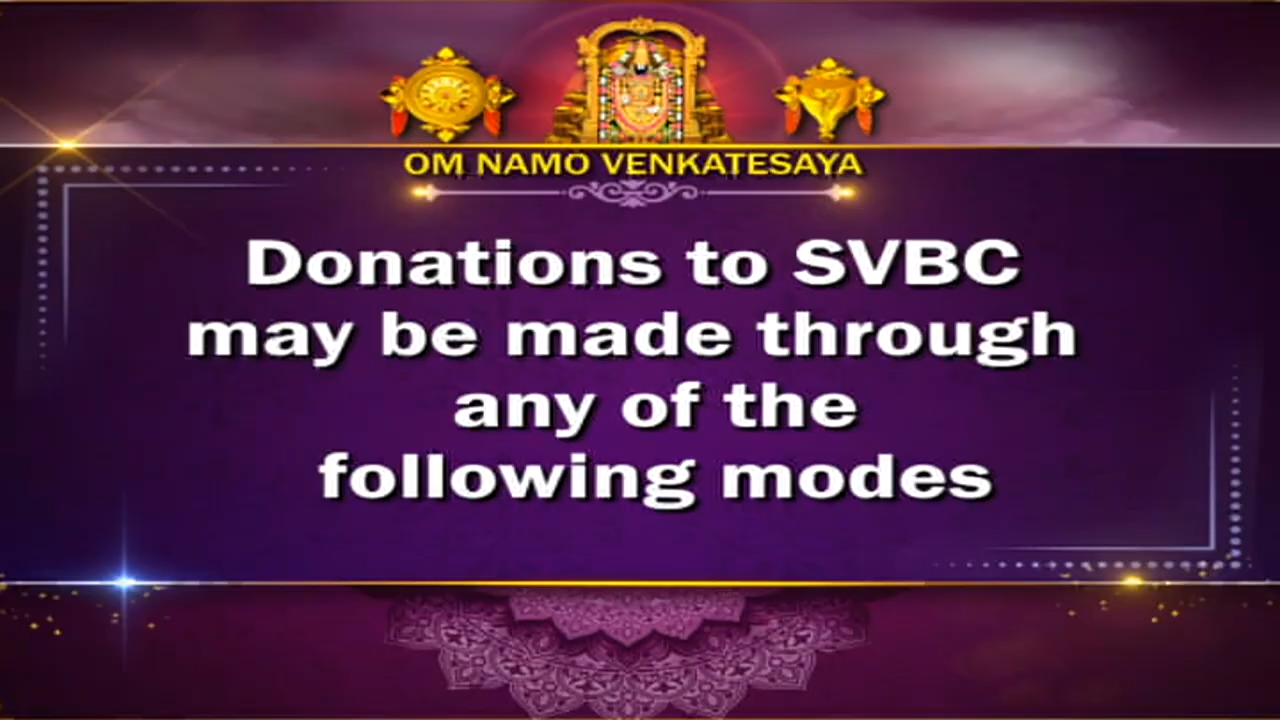 OM NAMO VENKATESAYA
Donations to SVBC
may be made through
any of the
following modes